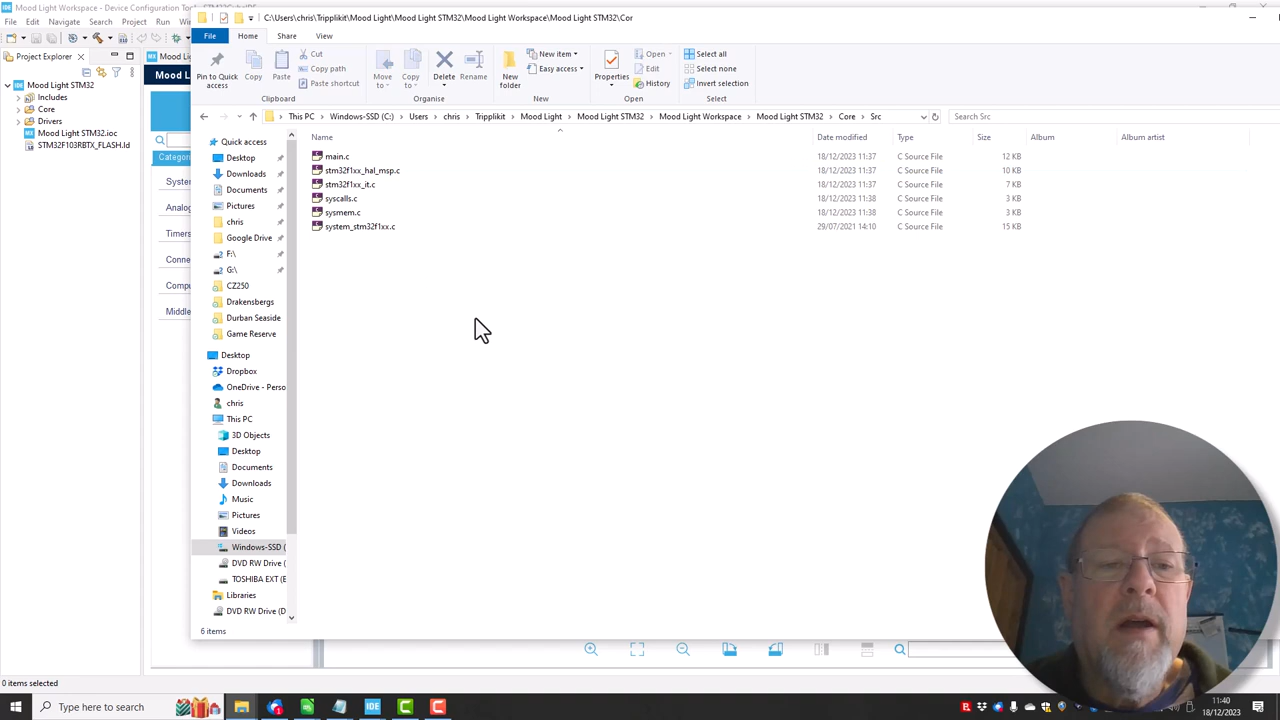 Mood Light Workspace - Device Configuration Tool
C:\Users\chris\Tripplikit\Mood Light\Mood Light STM32\Mood Light Workspace\Mood Light STM32\Cor
File Edit Navigate Search Project Run
File Home Share View
Project Explorer
Mood Light STM32
Includes
Core
Drivers
Mood Light STM32.ioc
STM32F103RBTX_FLASH.ld
Mood
Mood L
Categor
System
Analog
Timers
Conne
Compu
Middle
Pin to Quick access
Copy
Paste
Cut
Copy path
Paste shortcut
Clipboard
Move to
Copy to
Delete
Rename
Organise
New folder
New item
Easy access
New
Properties
Open
Edit
History
Open
Select all
Select none
Invert selection
Select
This PC > Windows-SSD (C:) > Users > chris > Tripplikit > Mood Light > Mood Light STM32 > Mood Light Workspace > Mood Light STM32 > Core > Src
Search Src
Name Date modified Type Size Album Album artist
main.c 18/12/2023 11:37 C Source File 12 KB
stm32f1xx_hal_msp.c 18/12/2023 11:37 C Source File 10 KB
stm32f1xx_it.c 18/12/2023 11:37 C Source File 7 KB
syscalls.c 18/12/2023 11:38 C Source File 3 KB
sysmem.c 18/12/2023 11:38 C Source File 3 KB
system_stm32f1xx.c 29/07/2021 14:10 C Source File 15 KB
Quick access
Desktop
Downloads
Documents
Pictures
chris
Google Drive
F:\
G:\
CZ250
Drakensbergs
Durban Seaside
Game Reserve
Desktop
Dropbox
OneDrive - Perso
chris
This PC
3D Objects
Desktop
Documents
Downloads
Music
Pictures
Videos
Windows-SSD (
DVD RW Drive (
TOSHIBA EXT (E
Libraries
DVD RW Drive (D
6 items
0 items selected
Type here to search
11:40
18/12/2023